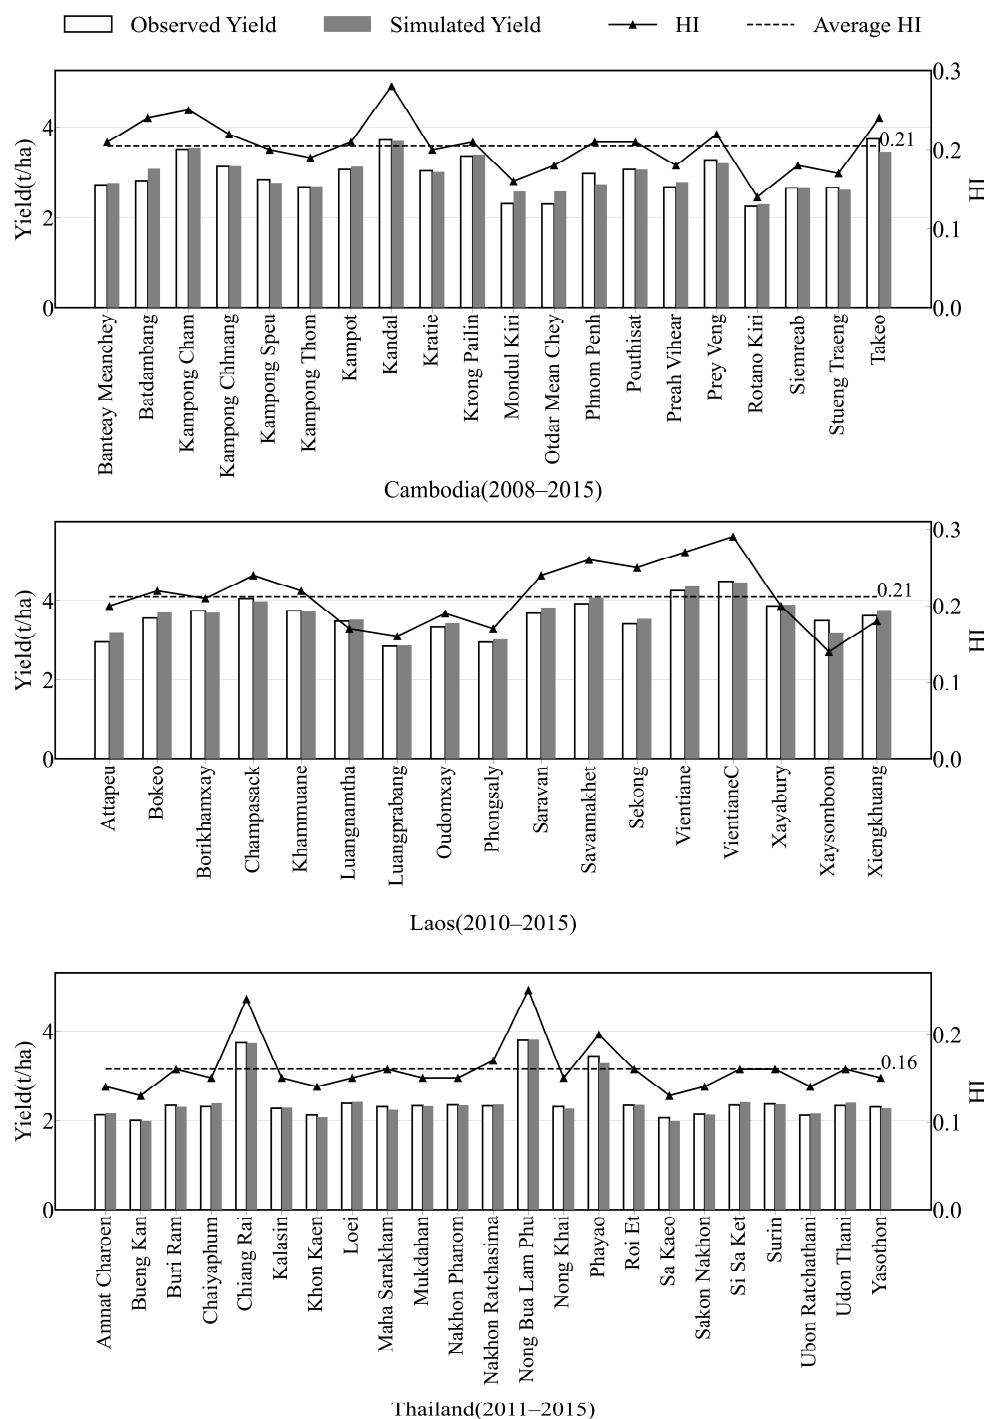 Observed Yield Simulated Yield HI Average HI
Yield(t/ha)
4
2
0
0.3
0.2
0.1
0.0
HI
0.21
Banteay Meanchey
Batdambang
Kampong Cham
Kampong Chhnang
Kampong Speu
Kampong Thom
Kampot
Kandal
Kratie
Krong Pailin
Mondul Kiri
Otdar Mean Chey
Phnom Penh
Pouthisat
Preah Vihear
Prey Veng
Rotano Kiri
Siemreab
Stueng Traeng
Takeo
Cambodia(2008–2015)
Yield(t/ha)
4
2
0
0.3
0.2
0.1
0.0
HI
0.21
Attapeu
Bokeo
Borikhamxay
Champasack
Khammuane
Luangnamtha
Luangprabang
Oudomxay
Phongsaly
Saravan
Savannakhet
Sekong
Vientiane
VientianeC
Xayabury
Xaysomboon
Xiengkhuang
Laos(2010–2015)
Yield(t/ha)
4
2
0
0.2
0.1
0.0
HI
0.16
Amnat Charoen
Bueng Kan
Buri Ram
Chaiyaphum
Chiang Rai
Kalasin
Khon Kaen
Loei
Maha Sarakham
Mukdahan
Nakhon Phanom
Nakhon Ratchasima
Nong Bua Lam Phu
Nong Khai
Phayao
Roi Et
Sa Kaeo
Sakon Nakhon
Si Sa Ket
Surin
Ubon Ratchathani
Udon Thani
Yasothon
Thailand(2011–2015)